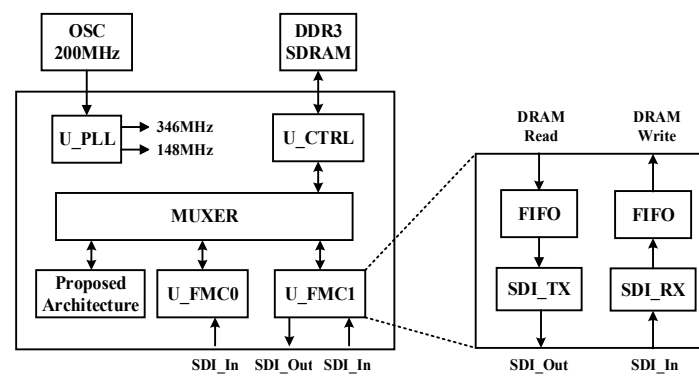 OSC
200MHz
DDR3
SDRAM
U_PLL
346MHz
148MHz
U_CTRL
MUXER
Proposed
Architecture
U_FMC0
U_FMC1
SDI_In
SDI_Out
SDI_In
DRAM
Read
DRAM
Write
FIFO
FIFO
SDI_TX
SDI_RX
SDI_Out
SDI_In